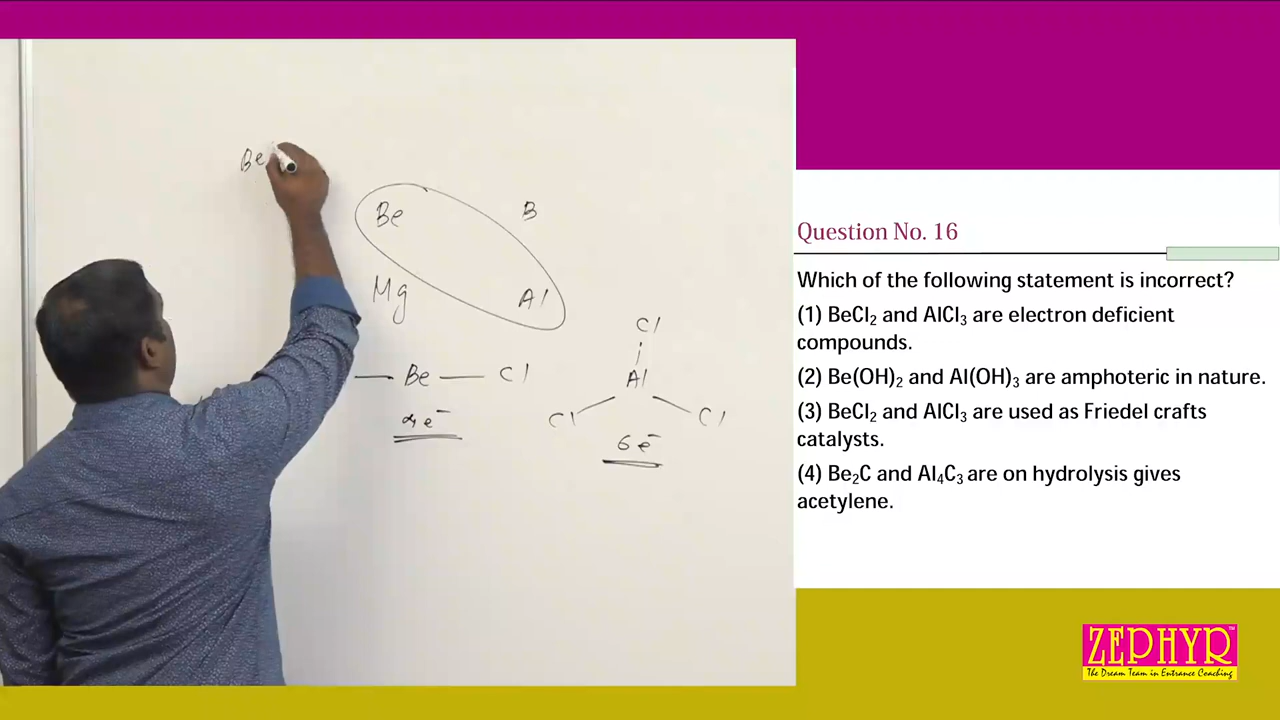 Be
Be B
Mg Al
— Be — Cl
4e⁻
Cl
Al
Cl Cl
6e⁻
Question No. 16
Which of the following statement is incorrect?
(1) BeCl₂ and AlCl₃ are electron deficient
compounds.
(2) Be(OH)₂ and Al(OH)₃ are amphoteric in nature.
(3) BeCl₂ and AlCl₃ are used as Friedel crafts
catalysts.
(4) Be₂C and Al₄C₃ are on hydrolysis gives
acetylene.
ZEPHYR™
The Dream Team in Entrance Coaching